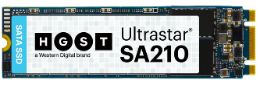 SATA SSD
HGST
a Western Digital brand
Ultrastar®
SA210